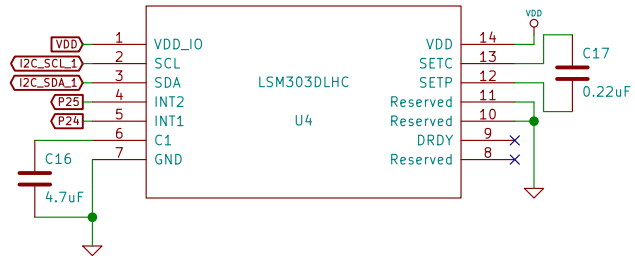 VDD
VDD 1 VDD_IO VDD 14
I2C_SCL_1 2 SCL SETC 13 C17
I2C_SDA_1 3 SDA LSM303DLHC SETP 12 0.22uF
P25 4 INT2 Reserved 11
P24 5 INT1 U4 Reserved 10
6 C1 DRDY 9
C16 7 GND Reserved 8
4.7uF